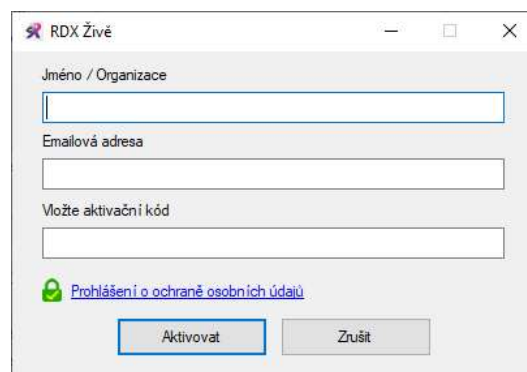 RDX Živě
Jméno / Organizace
Emailová adresa
Vložte aktivační kód
Prohlášení o ochraně osobních údajů
Aktivovat
Zrušit